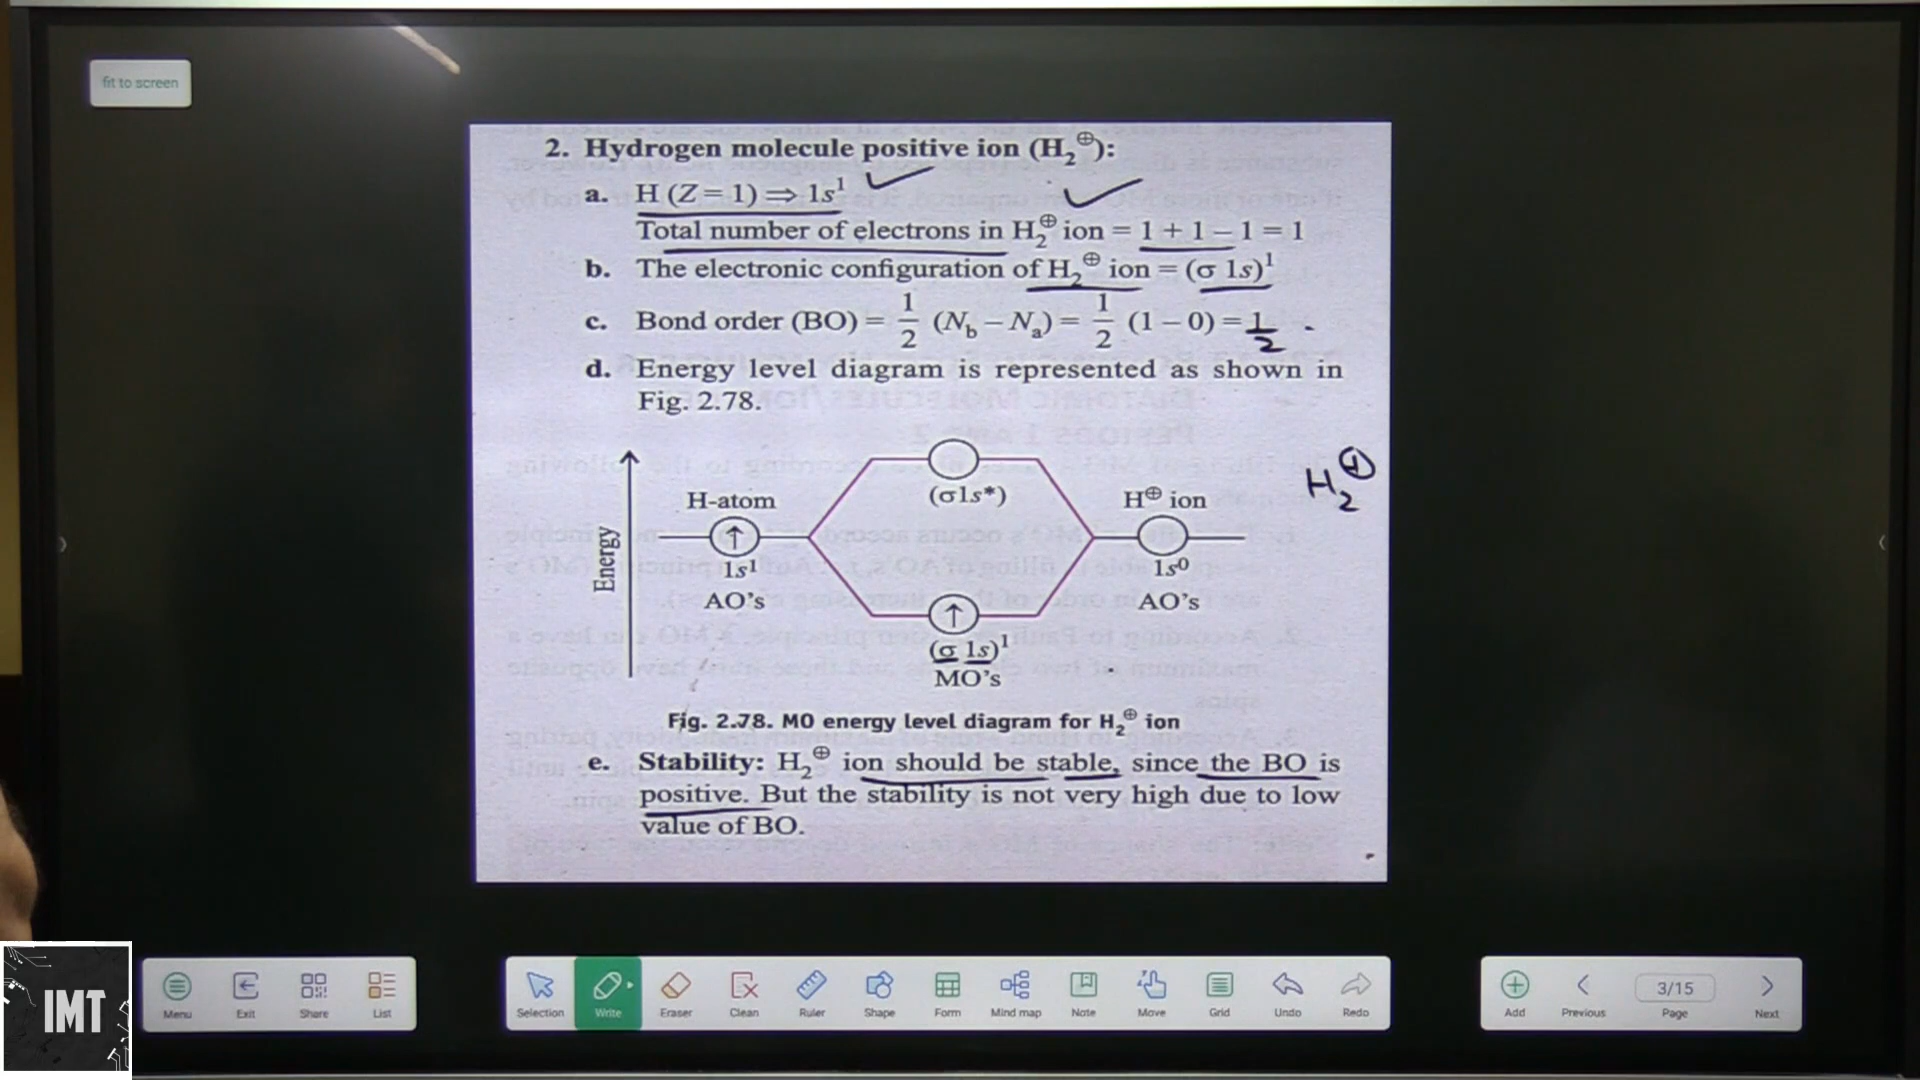 fit to screen
2. Hydrogen molecule positive ion (H₂⊕):
a. H (Z = 1) ⇒ 1s¹
Total number of electrons in H₂⊕ ion = 1 + 1 − 1 = 1
b. The electronic configuration of H₂⊕ ion = (σ 1s)¹
c. Bond order (BO) = 1/2 (N_b − N_a) = 1/2 (1 − 0) = 1/2
d. Energy level diagram is represented as shown in
Fig. 2.78.
H₂⊕
Energy
(σ1s*)
H-atom
H⊕ ion
↑
1s¹
1s⁰
AO's
AO's
↑
(σ 1s)¹
MO's
Fig. 2.78. MO energy level diagram for H₂⊕ ion
e. Stability: H₂⊕ ion should be stable, since the BO is
positive. But the stability is not very high due to low
value of BO.
IMT
Menu Exit Share List
Selection Write Eraser Clean Ruler Shape Form Mind map Note Move Grid Undo Redo
3/15
Add Previous Page Next